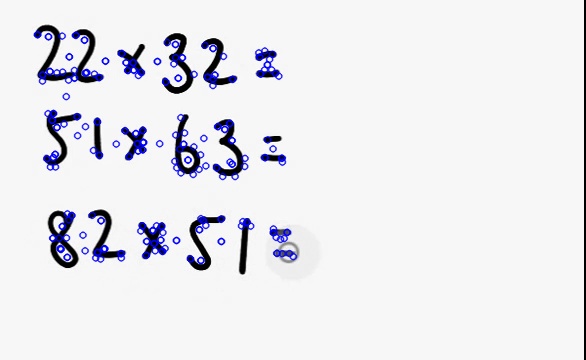 22 × 32 =
51 × 63 =
82 × 51 =